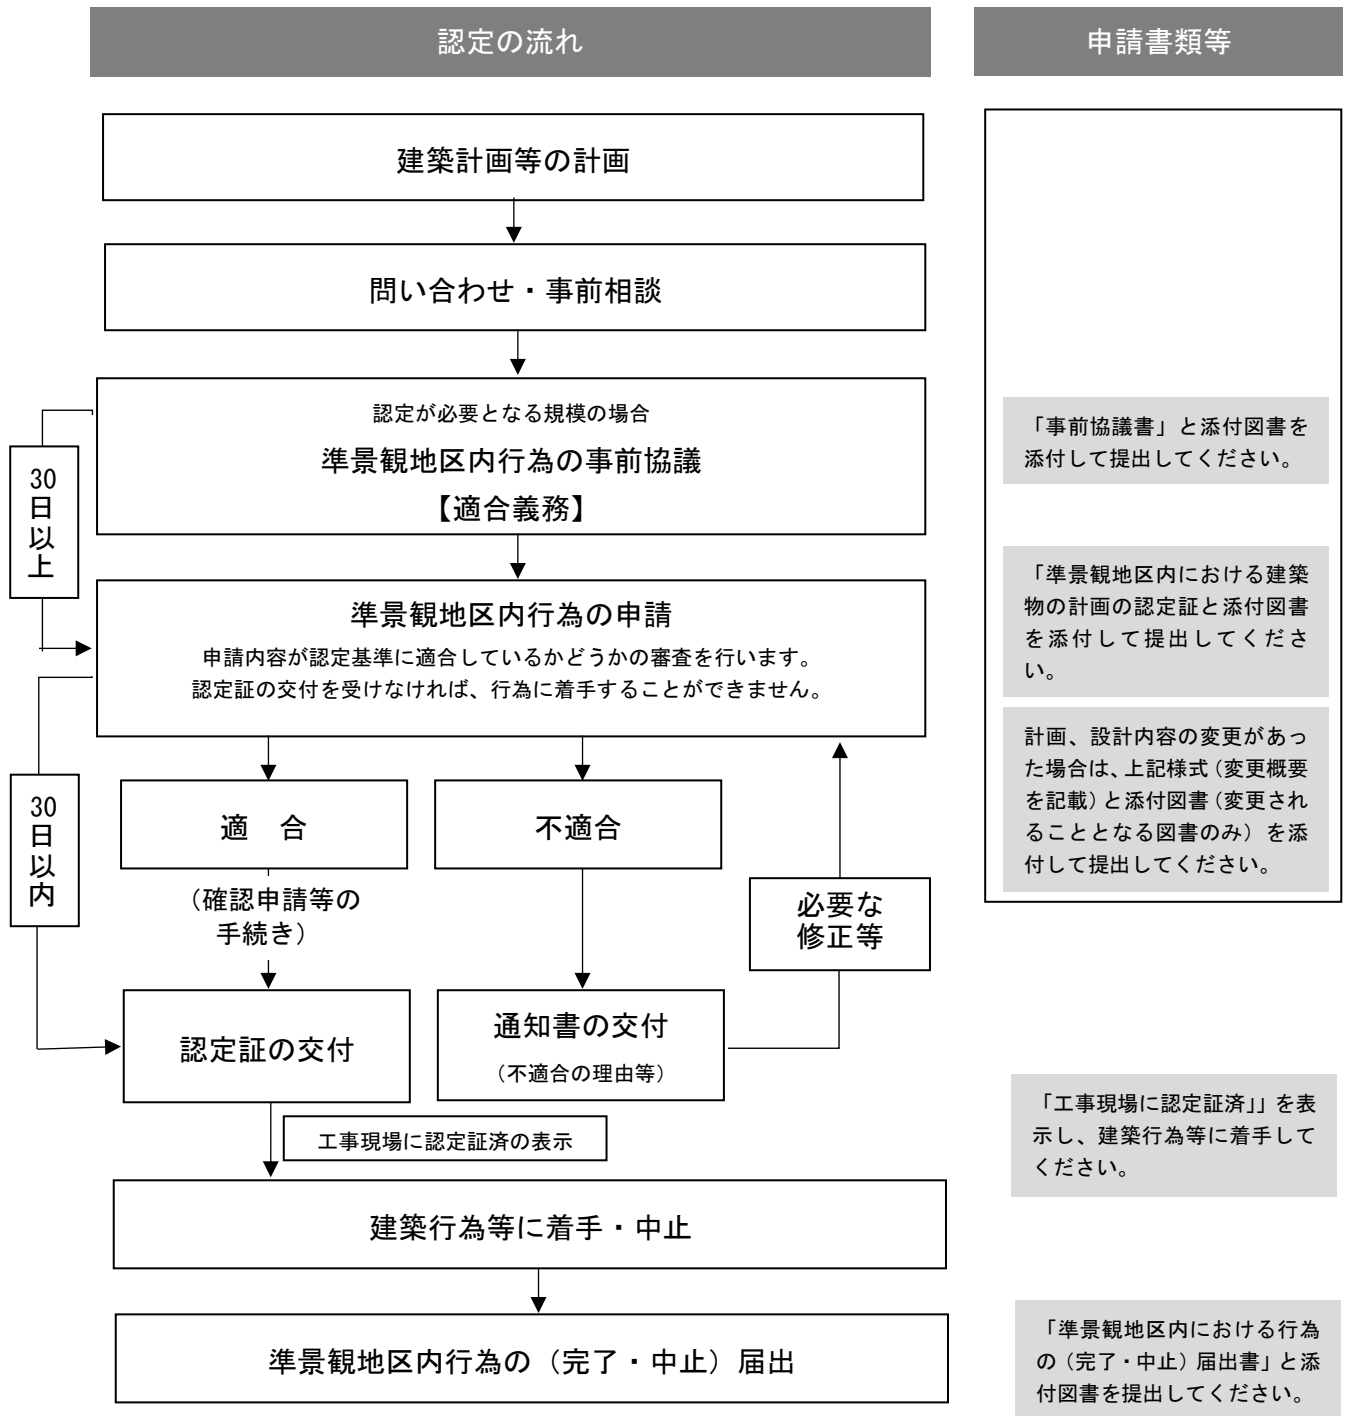 認定の流れ
申請書類等
建築計画等の計画
問い合わせ・事前相談
認定が必要となる規模の場合
準景観地区内行為の事前協議
【適合義務】
「事前協議書」と添付図書を
添付して提出してください。
30
日
以
上
準景観地区内行為の申請
申請内容が認定基準に適合しているかどうかの審査を行います。
認定証の交付を受けなければ、行為に着手することができません。
「準景観地区内における建築
物の計画の認定証と添付図書
を添付して提出してくださ
い。
計画、設計内容の変更があっ
た場合は、上記様式（変更概要
を記載）と添付図書（変更され
ることとなる図書のみ）を添
付して提出してください。
30
日
以
内
適　合
不適合
（確認申請等の
手続き）
必要な
修正等
認定証の交付
通知書の交付
（不適合の理由等）
工事現場に認定証済の表示
「工事現場に認定証済」」を表
示し、建築行為等に着手して
ください。
建築行為等に着手・中止
準景観地区内行為の（完了・中止）届出
「準景観地区内における行為
の（完了・中止）届出書」と添
付図書を提出してください。